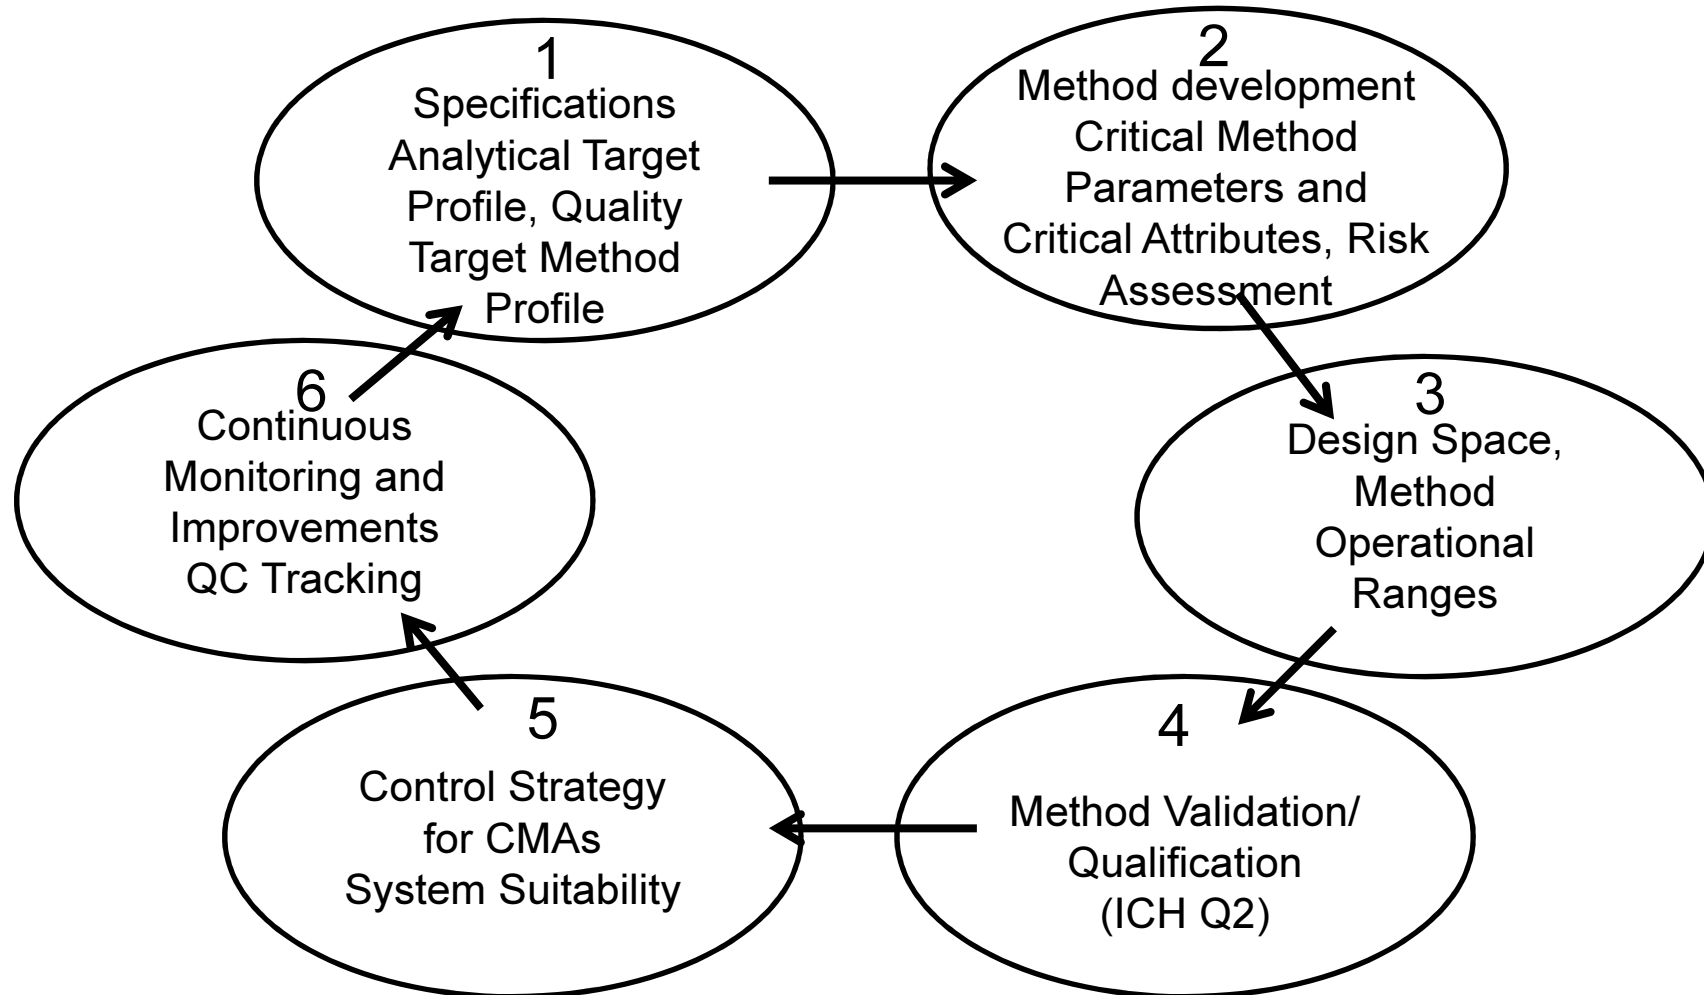 1
Specifications
Analytical Target
Profile, Quality
Target Method
Profile
2
Method development
Critical Method
Parameters and
Critical Attributes, Risk
Assessment
3
Design Space,
Method
Operational
Ranges
4
Method Validation/
Qualification
(ICH Q2)
5
Control Strategy
for CMAs
System Suitability
6
Continuous
Monitoring and
Improvements
QC Tracking